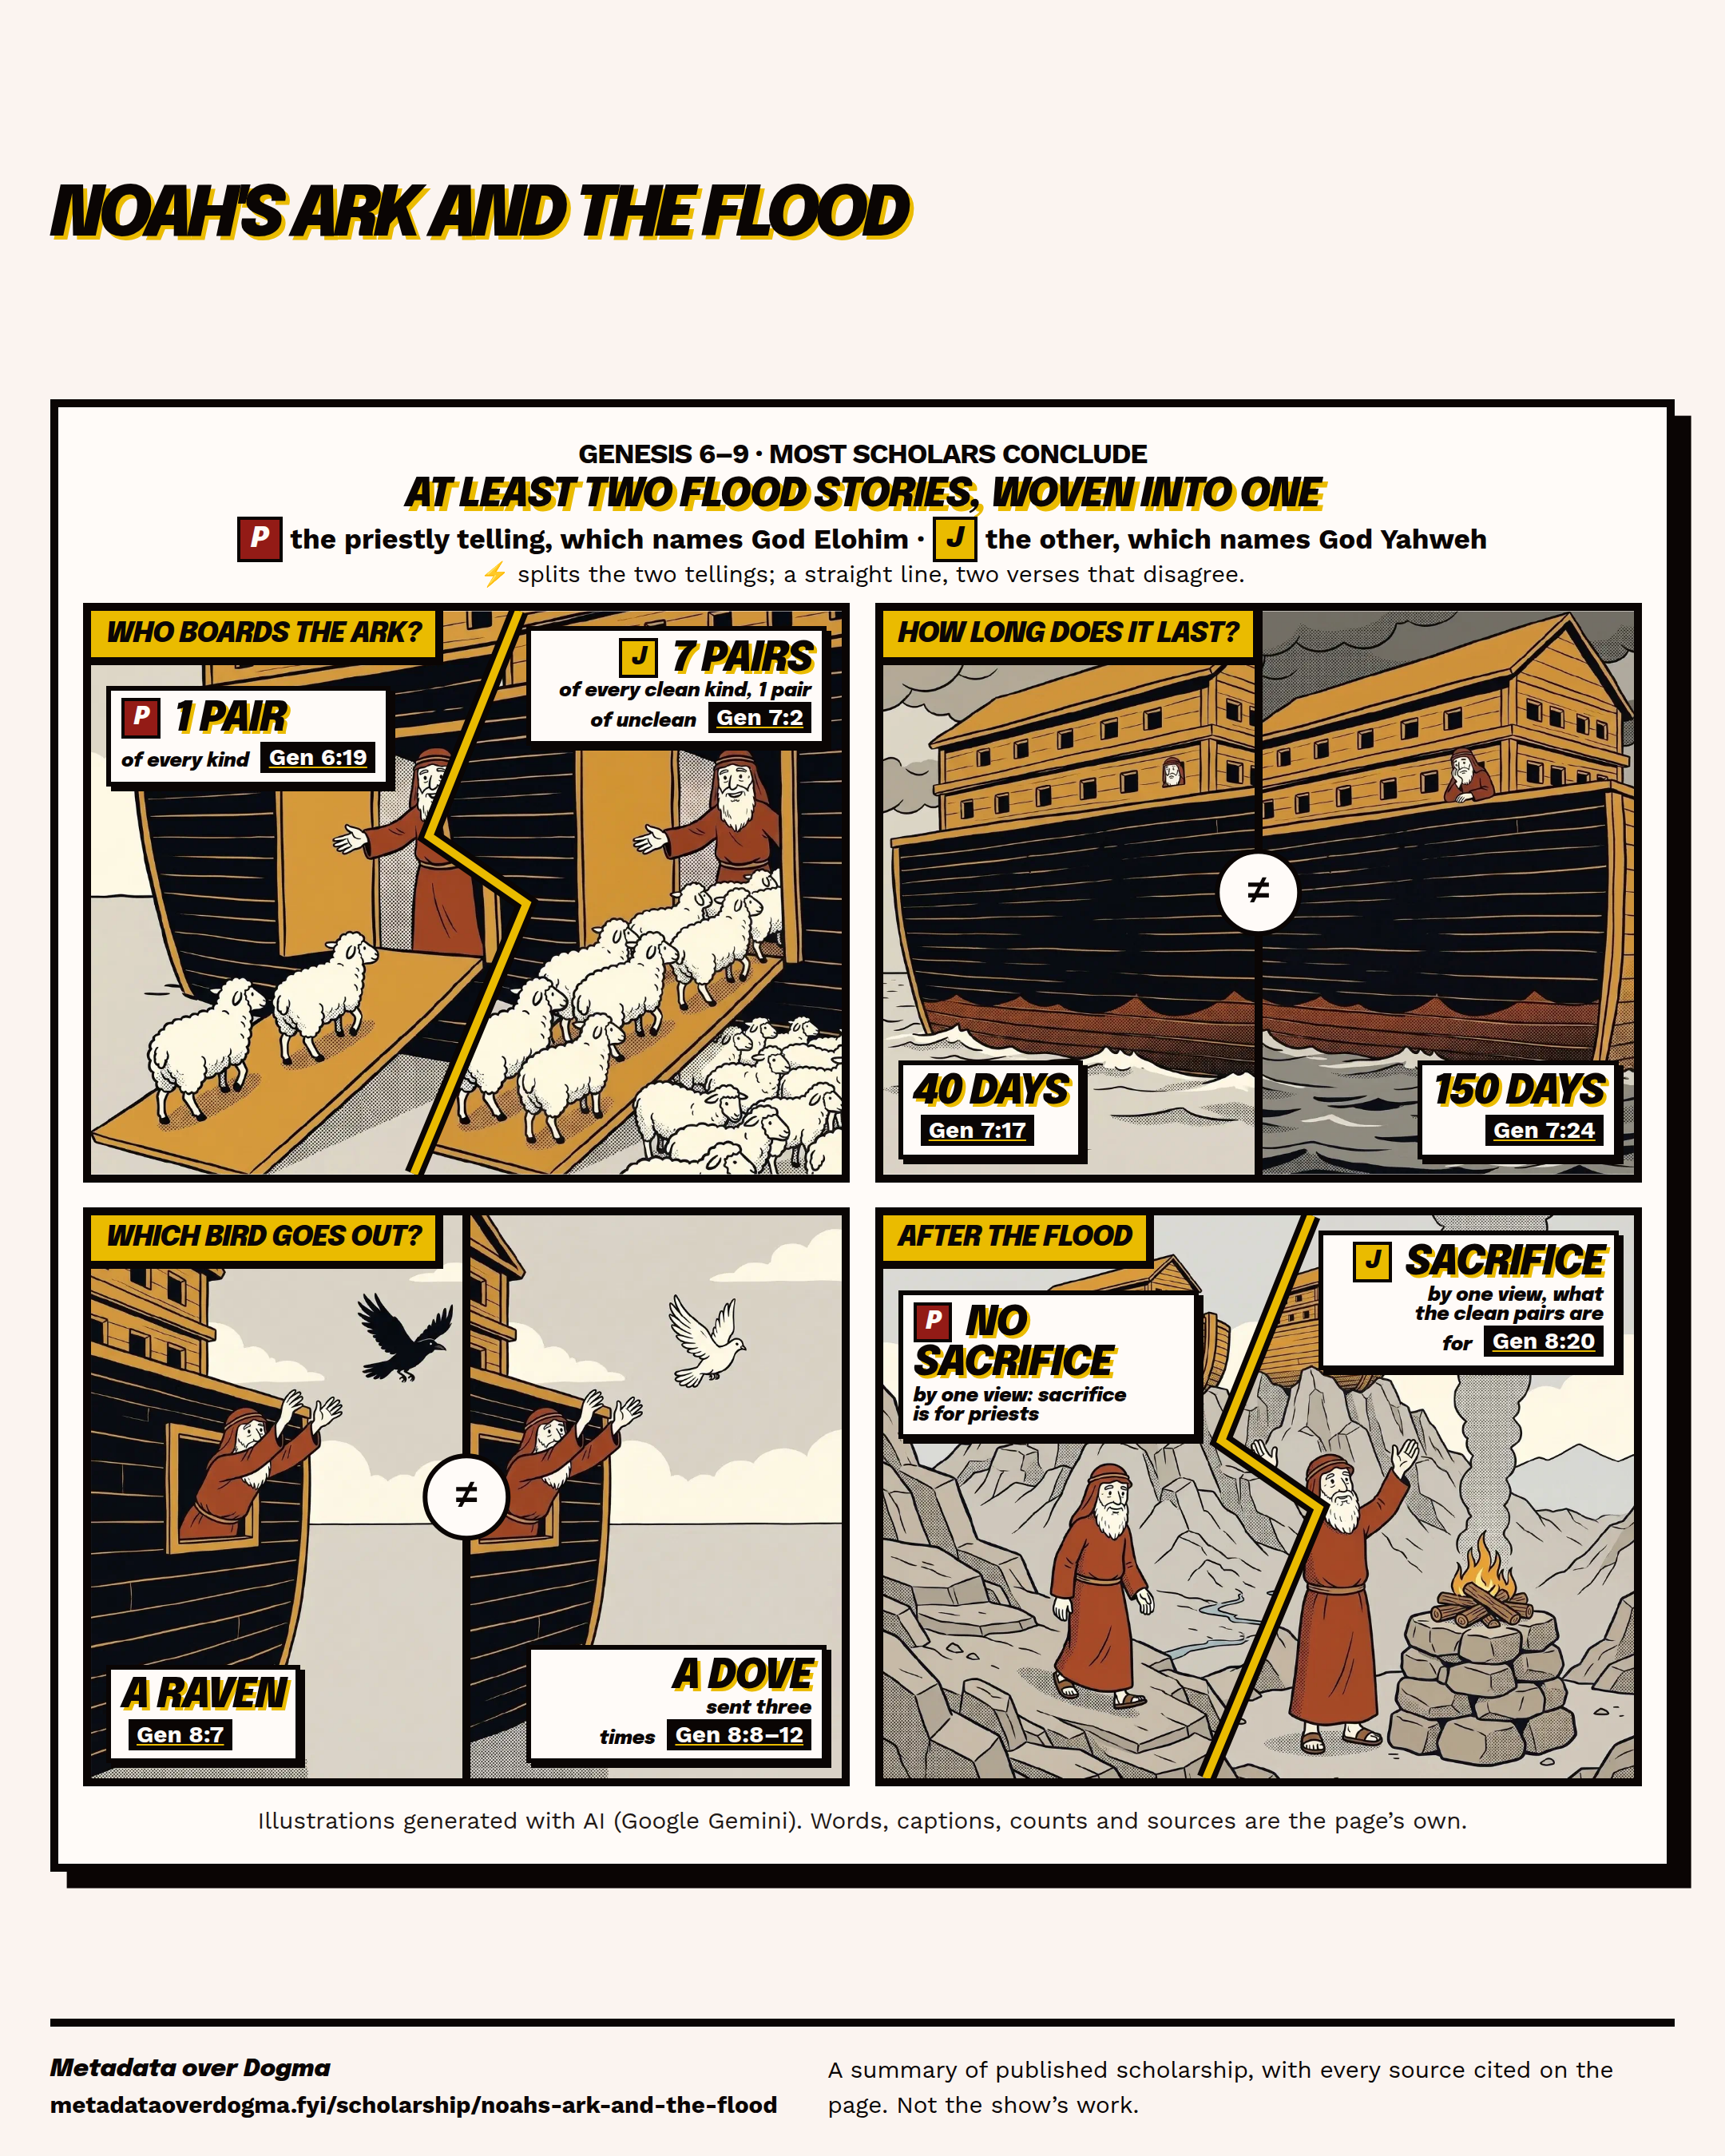 NOAH'S ARK AND THE FLOOD
GENESIS 6–9 · MOST SCHOLARS CONCLUDE
AT LEAST TWO FLOOD STORIES, WOVEN INTO ONE
P the priestly telling, which names God Elohim · J the other, which names God Yahweh
⚡ splits the two tellings; a straight line, two verses that disagree.
WHO BOARDS THE ARK?
P 1 PAIR
of every kind Gen 6:19
J 7 PAIRS
of every clean kind, 1 pair
of unclean Gen 7:2
HOW LONG DOES IT LAST?
≠
40 DAYS
Gen 7:17
150 DAYS
Gen 7:24
WHICH BIRD GOES OUT?
≠
A RAVEN
Gen 8:7
A DOVE
sent three
times Gen 8:8–12
AFTER THE FLOOD
P NO
SACRIFICE
by one view: sacrifice
is for priests
J SACRIFICE
by one view, what
the clean pairs are
for Gen 8:20
Illustrations generated with AI (Google Gemini). Words, captions, counts and sources are the page’s own.
Metadata over Dogma
metadataoverdogma.fyi/scholarship/noahs-ark-and-the-flood
A summary of published scholarship, with every source cited on the
page. Not the show’s work.